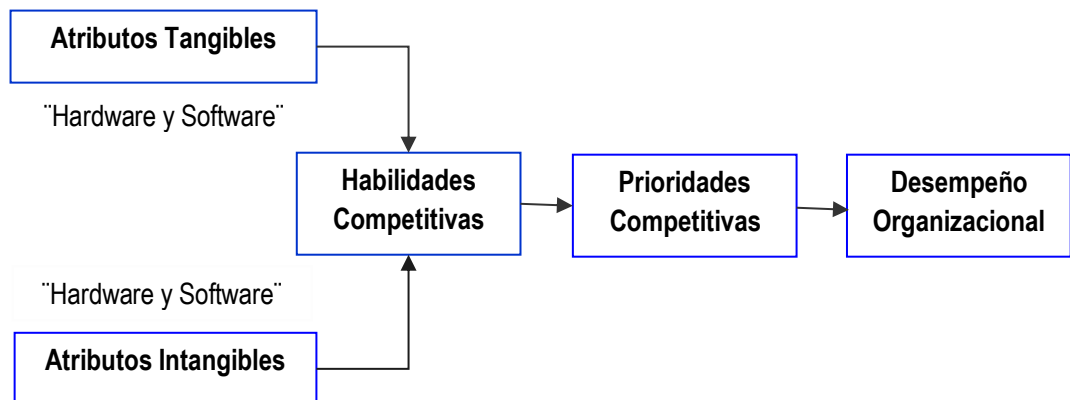 Atributos Tangibles
¨Hardware y Software¨
Habilidades
Competitivas
Prioridades
Competitivas
Desempeño
Organizacional
¨Hardware y Software¨
Atributos Intangibles